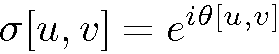 σ[u, v] = e^{iθ[u,v]}